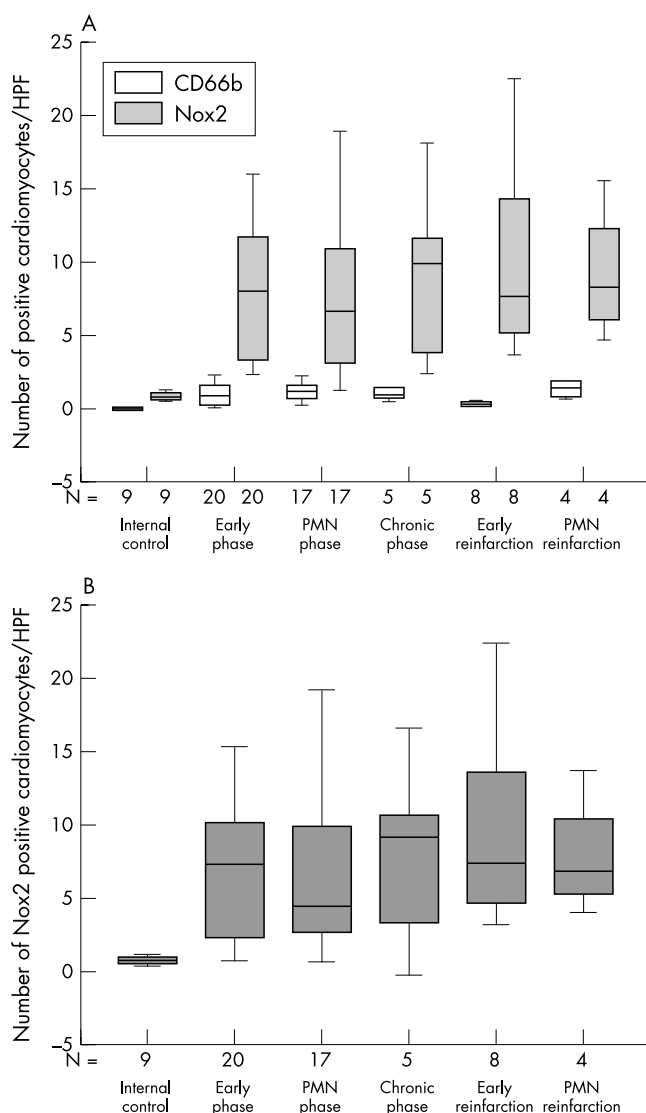 A
25
20
15
10
5
0
–5
Number of positive cardiomyocytes/HPF
CD66b
Nox2
N = 9 9 20 20 17 17 5 5 8 8 4 4
Internal control
Early phase
PMN phase
Chronic phase
Early reinfarction
PMN reinfarction
B
25
20
15
10
5
0
–5
Number of Nox2 positive cardiomyocytes/HPF
N = 9 20 17 5 8 4
Internal control
Early phase
PMN phase
Chronic phase
Early reinfarction
PMN reinfarction